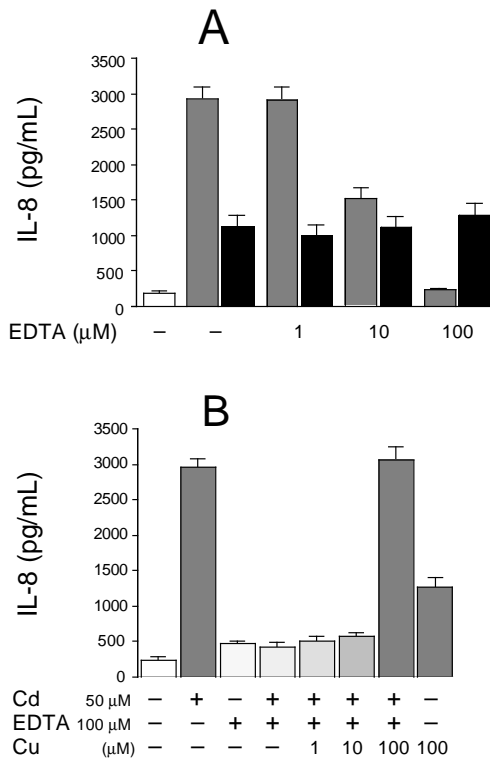 A
IL-8 (pg/mL)
3500
3000
2500
2000
1500
1000
500
0
EDTA (µM) – – 1 10 100
B
IL-8 (pg/mL)
3500
3000
2500
2000
1500
1000
500
0
Cd 50 µM – + – + + + + –
EDTA 100 µM – – + + + + + –
Cu (µM) – – – – 1 10 100 100